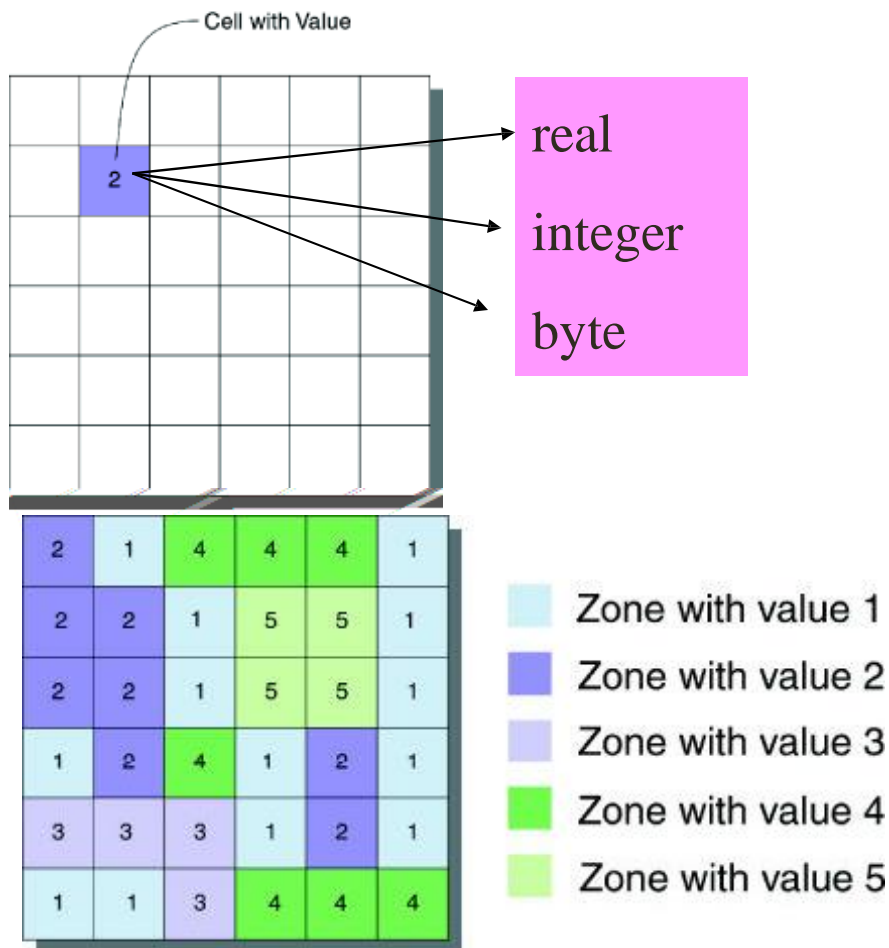 Cell with Value
2
real
integer
byte
2 1 4 4 4 1
2 2 1 5 5 1
2 2 1 5 5 1
1 2 4 1 2 1
3 3 3 1 2 1
1 1 3 4 4 4
Zone with value 1
Zone with value 2
Zone with value 3
Zone with value 4
Zone with value 5